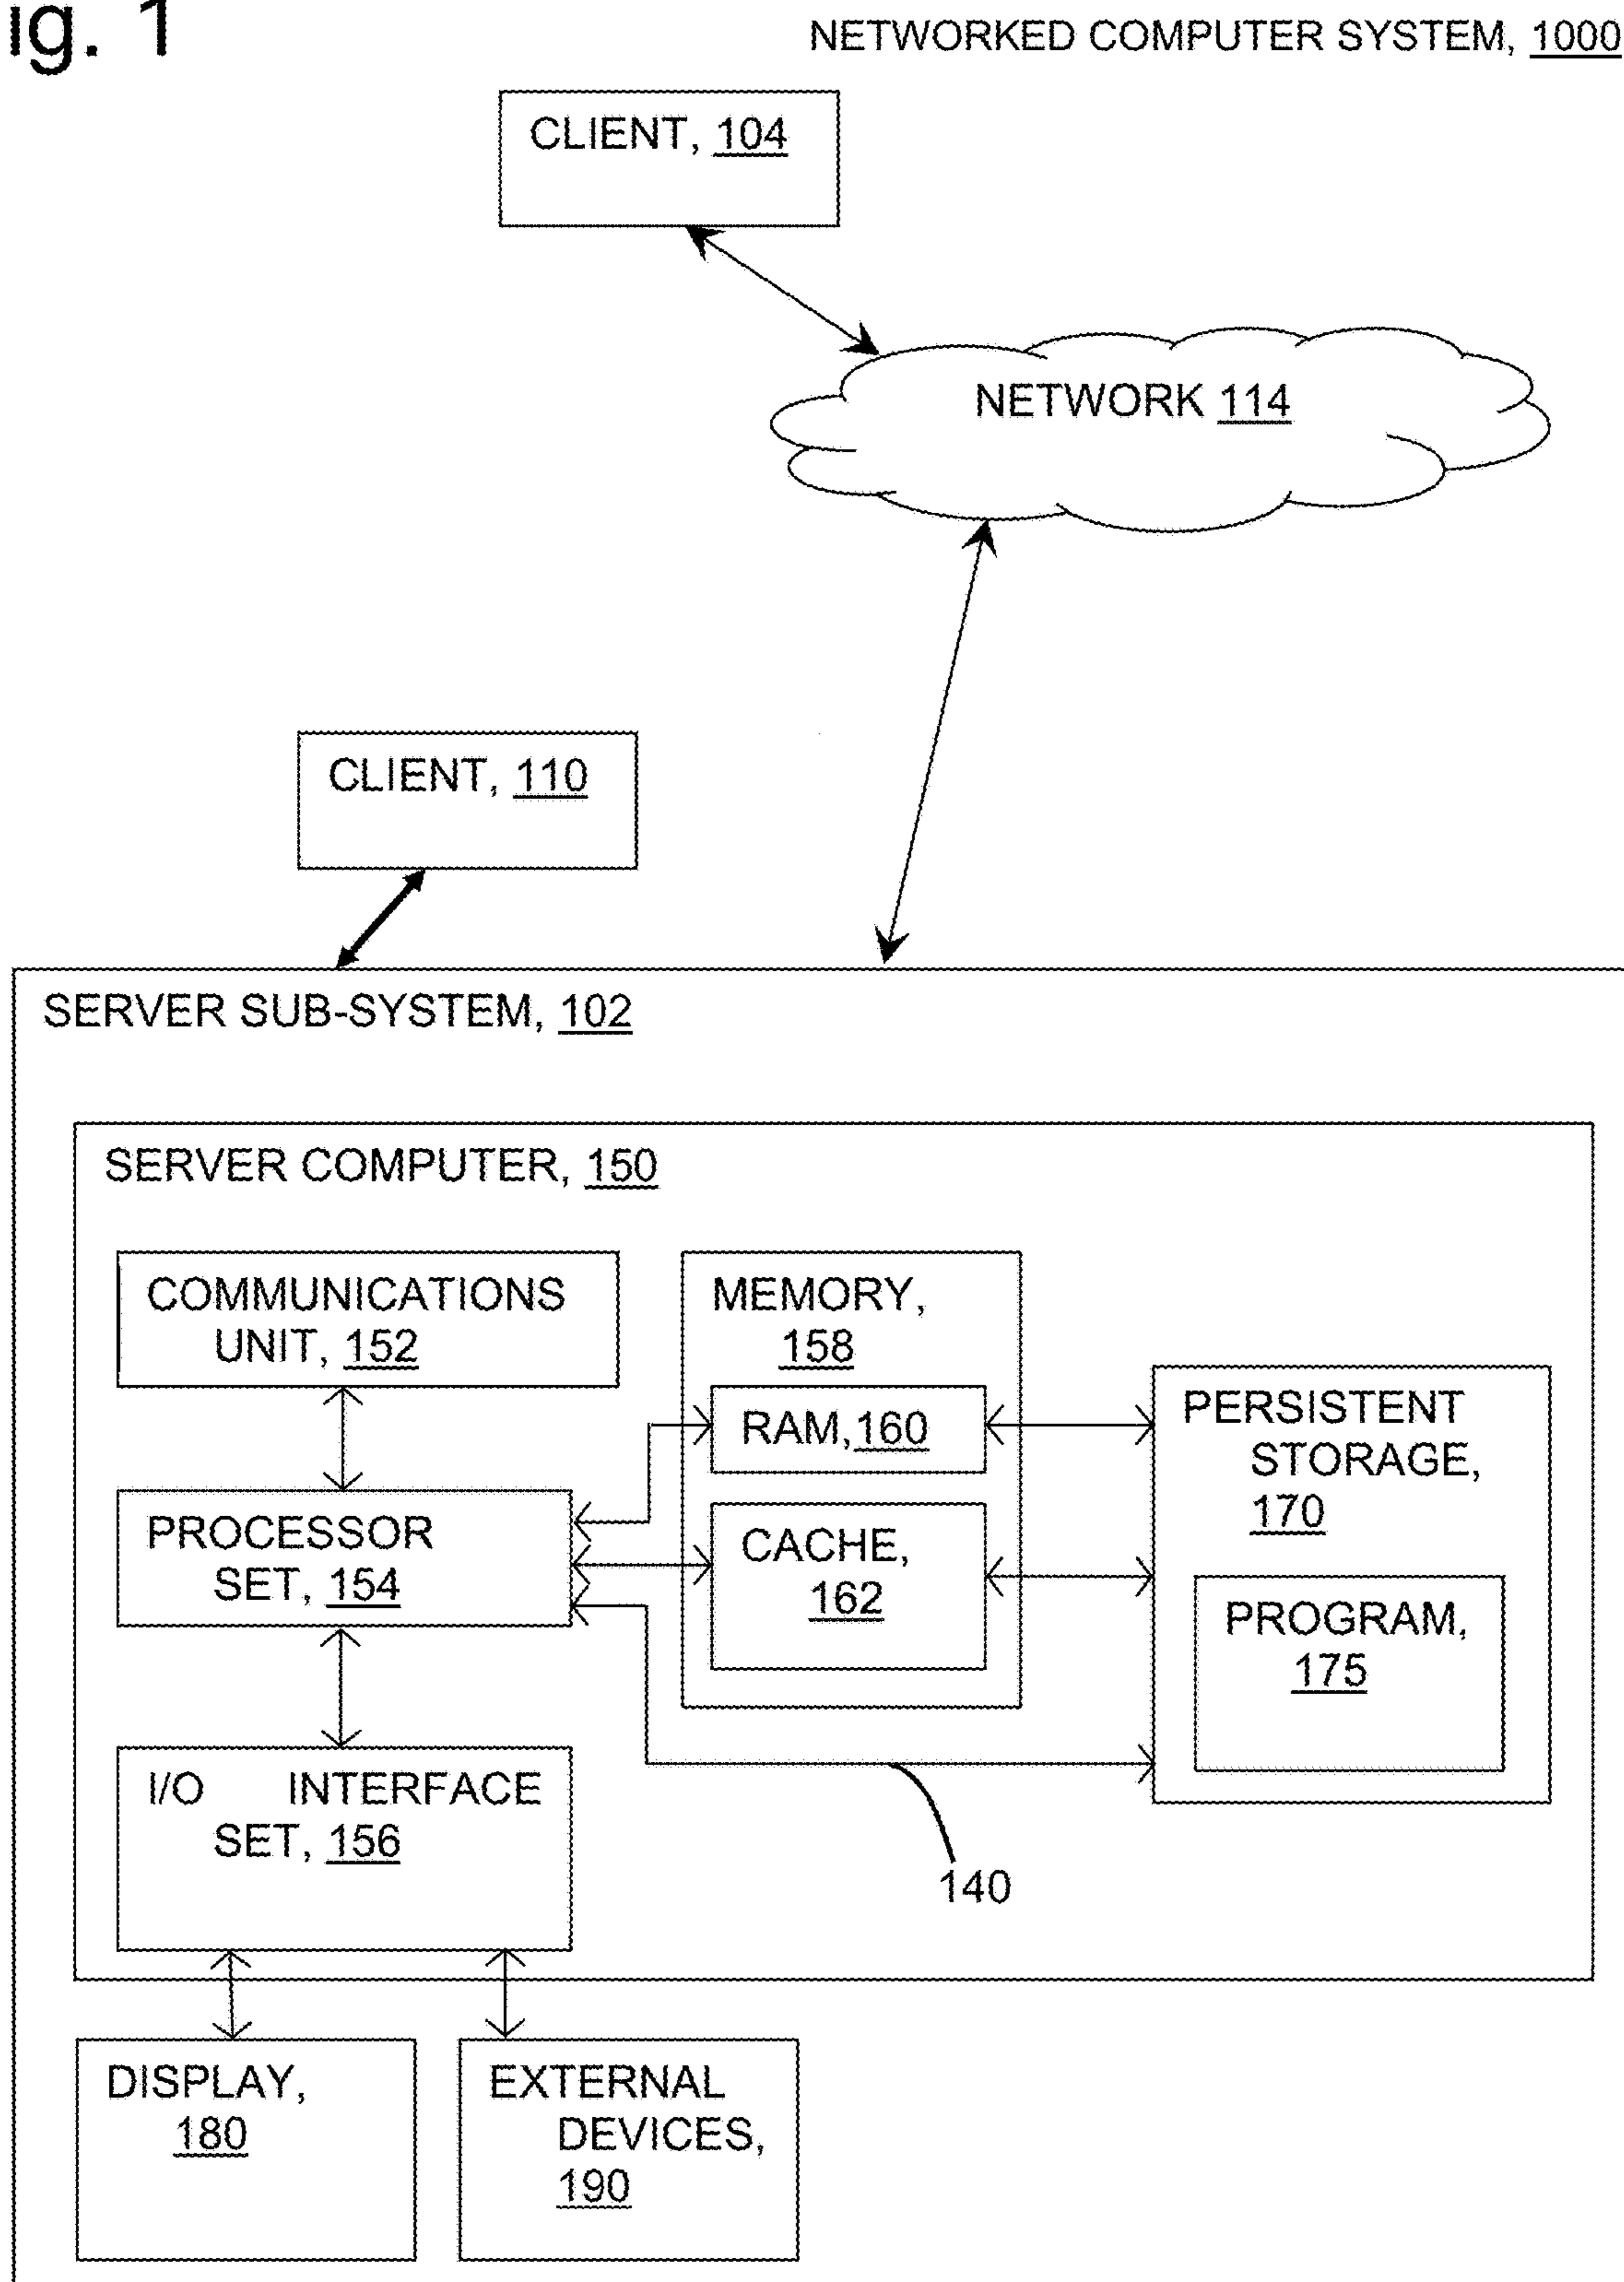 ig. 1
NETWORKED COMPUTER SYSTEM, 1000
CLIENT, 104
NETWORK 114
CLIENT, 110
SERVER SUB-SYSTEM, 102
SERVER COMPUTER, 150
COMMUNICATIONS
UNIT, 152
MEMORY,
158
RAM,160
PERSISTENT
STORAGE,
170
PROCESSOR
SET, 154
CACHE,
162
PROGRAM,
175
I/O INTERFACE
SET, 156
140
DISPLAY,
180
EXTERNAL
DEVICES,
190